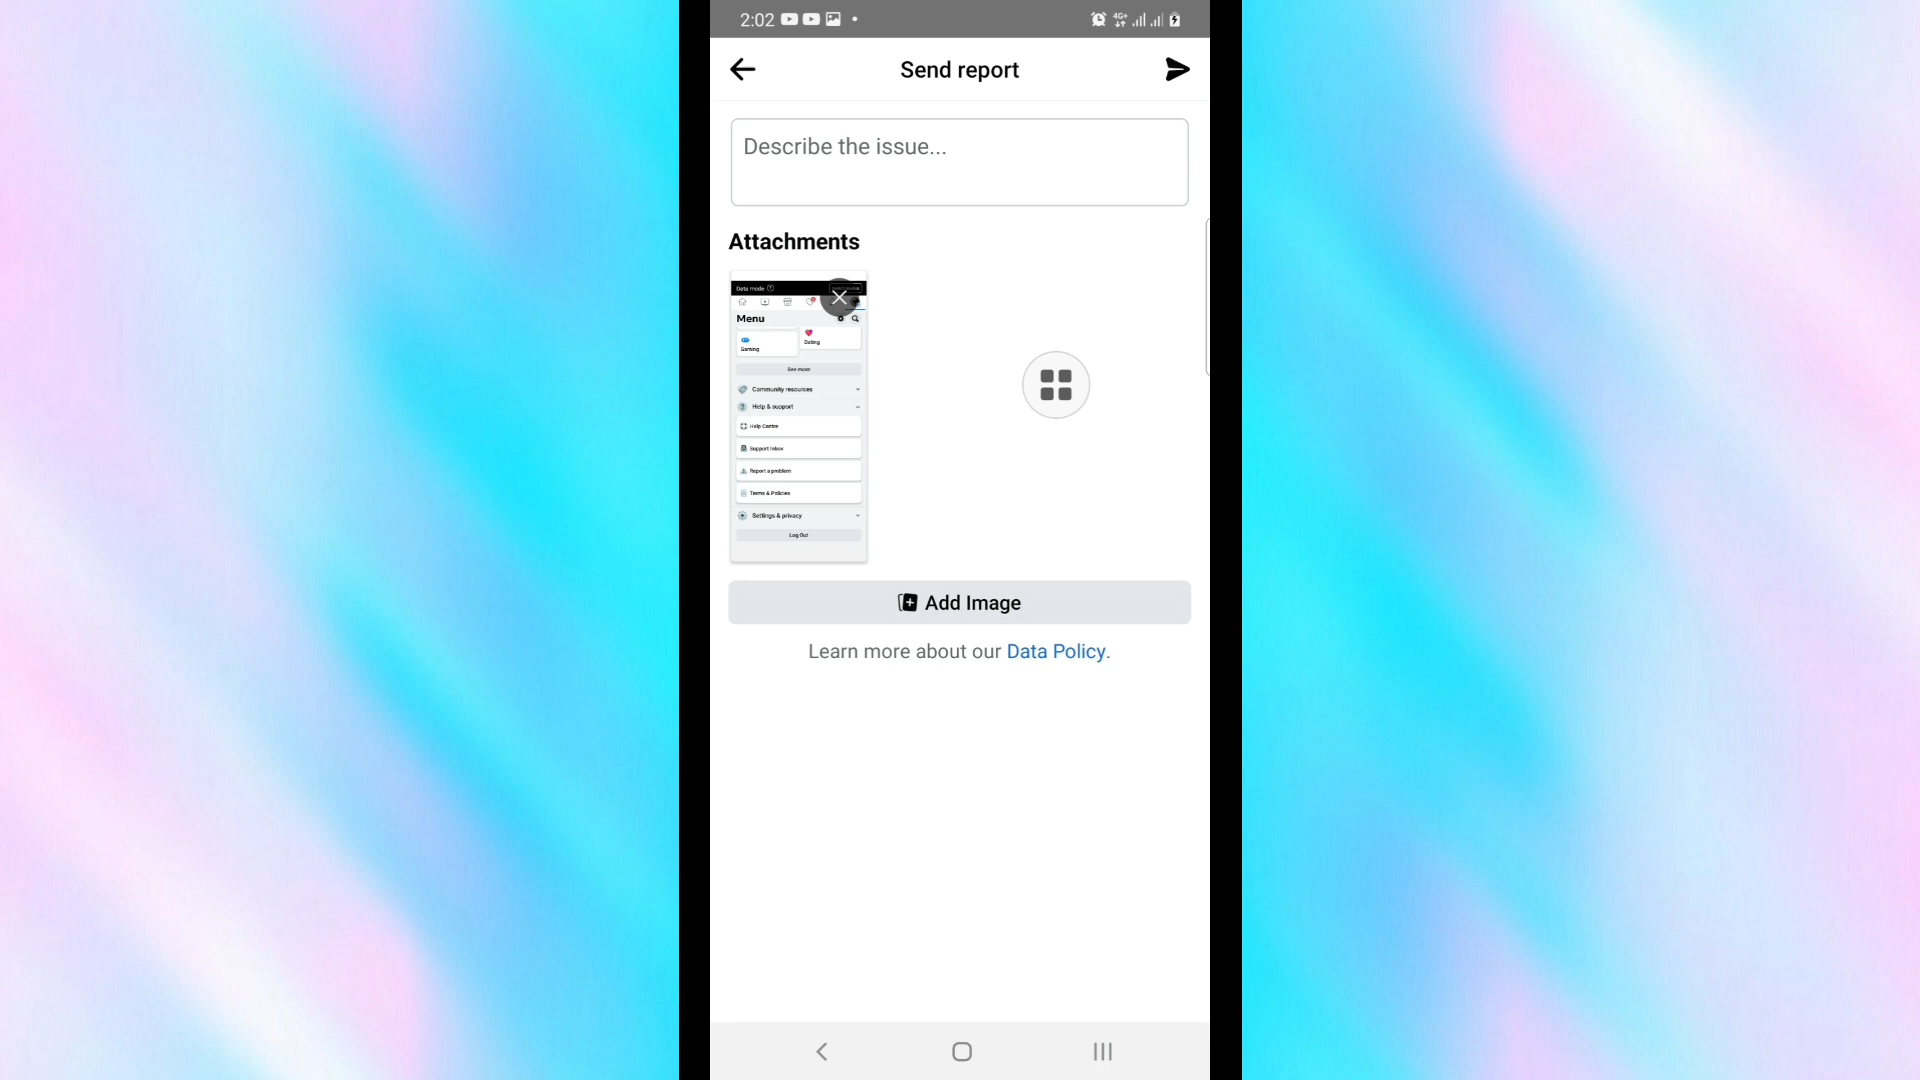 2:02
4G+
Send report
Describe the issue...
Attachments
Data mode
Menu
Gaming
Dating
See more
Community resources
Help & support
Help Centre
Support Inbox
Report a problem
Terms & Policies
Settings & privacy
Log Out
Add Image
Learn more about our Data Policy.